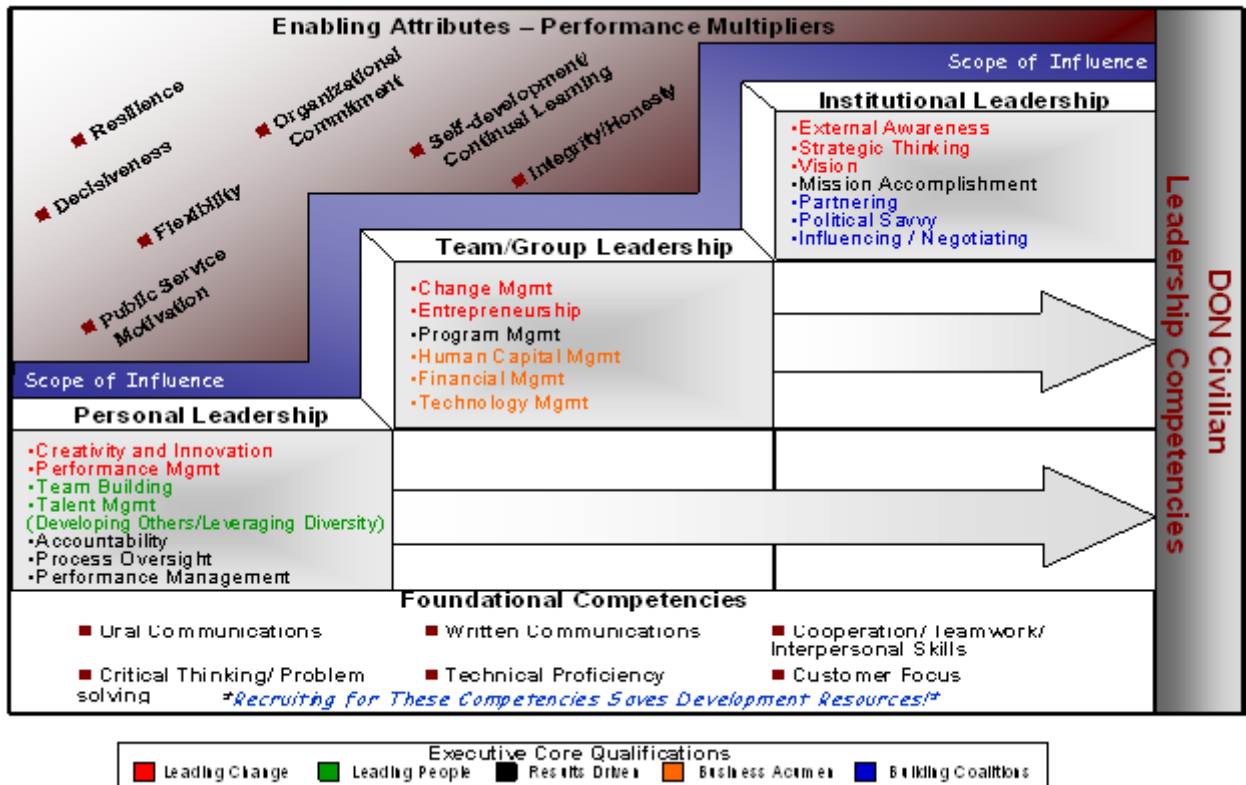 Enabling Attributes – Performance Multipliers
Resilience
Organizational
Commitment
Self-development/
Continual Learning
Integrity/Honesty
Decisiveness
Flexibility
Public Service
Motivation
Scope of Influence
Institutional Leadership
•External Awareness
•Strategic Thinking
•Vision
•Mission Accomplishment
•Partnering
•Political Savvy
•Influencing / Negotiating
Team/Group Leadership
•Change Mgmt
•Entrepreneurship
•Program Mgmt
•Human Capital Mgmt
•Financial Mgmt
•Technology Mgmt
Scope of Influence
Personal Leadership
•Creativity and Innovation
•Performance Mgmt
•Team Building
•Talent Mgmt
(Developing Others/Leveraging Diversity)
•Accountability
•Process Oversight
•Performance Management
DON Civilian
Leadership Competencies
Foundational Competencies
Oral Communications
Written Communications
Cooperation/ Teamwork/
Interpersonal Skills
Critical Thinking/ Problem
solving
Technical Proficiency
Customer Focus
*Recruiting for These Competencies Saves Development Resources!*
Executive Core Qualifications
Leading Change
Leading People
Results Driven
Business Acumen
Building Coalitions